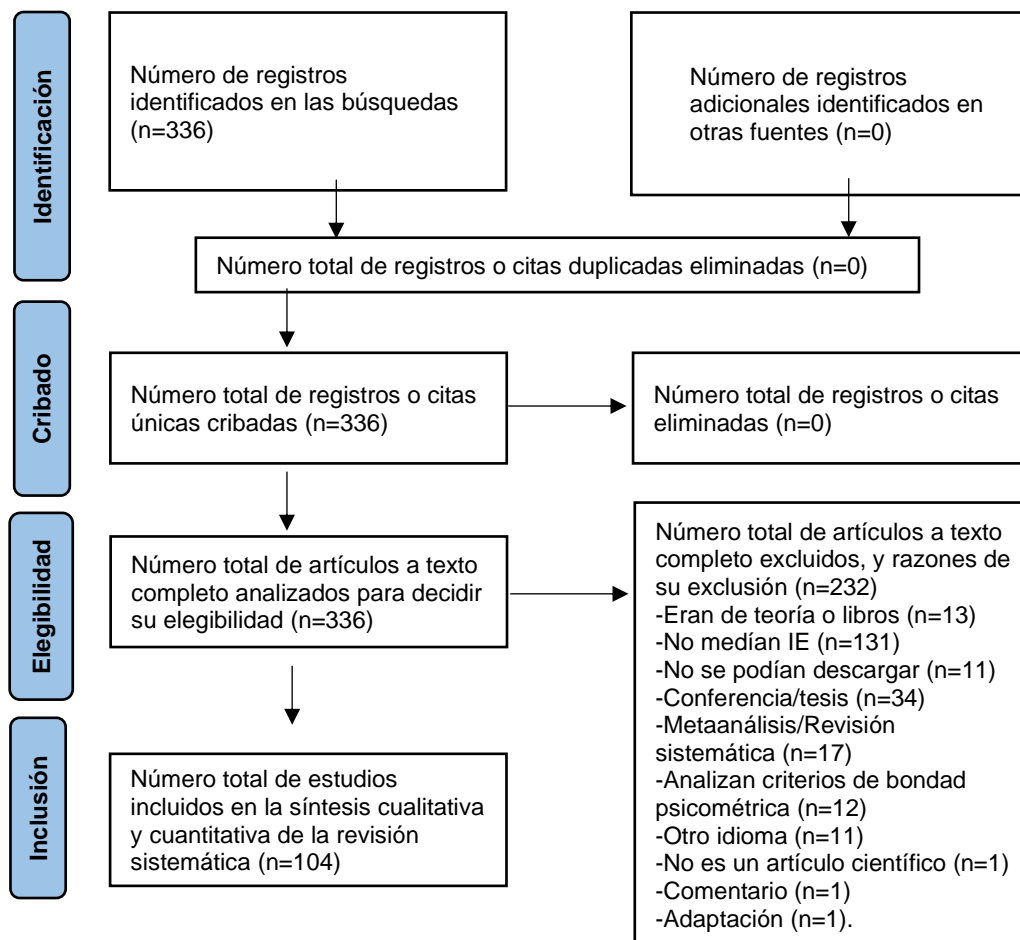 Identificación
Número de registros
identificados en las búsquedas
(n=336)
Número de registros
adicionales identificados en
otras fuentes (n=0)
Número total de registros o citas duplicadas eliminadas (n=0)
Cribado
Número total de registros o citas
únicas cribadas (n=336)
Número total de registros o citas
eliminadas (n=0)
Elegibilidad
Número total de artículos a texto
completo analizados para decidir
su elegibilidad (n=336)
Número total de artículos a texto
completo excluidos, y razones de
su exclusión (n=232)
-Eran de teoría o libros (n=13)
-No medían IE (n=131)
-No se podían descargar (n=11)
-Conferencia/tesis (n=34)
-Metaanálisis/Revisión
sistemática (n=17)
-Analizan criterios de bondad
psicométrica (n=12)
-Otro idioma (n=11)
-No es un artículo científico (n=1)
-Comentario (n=1)
-Adaptación (n=1).
Inclusión
Número total de estudios
incluidos en la síntesis cualitativa
y cuantitativa de la revisión
sistemática (n=104)